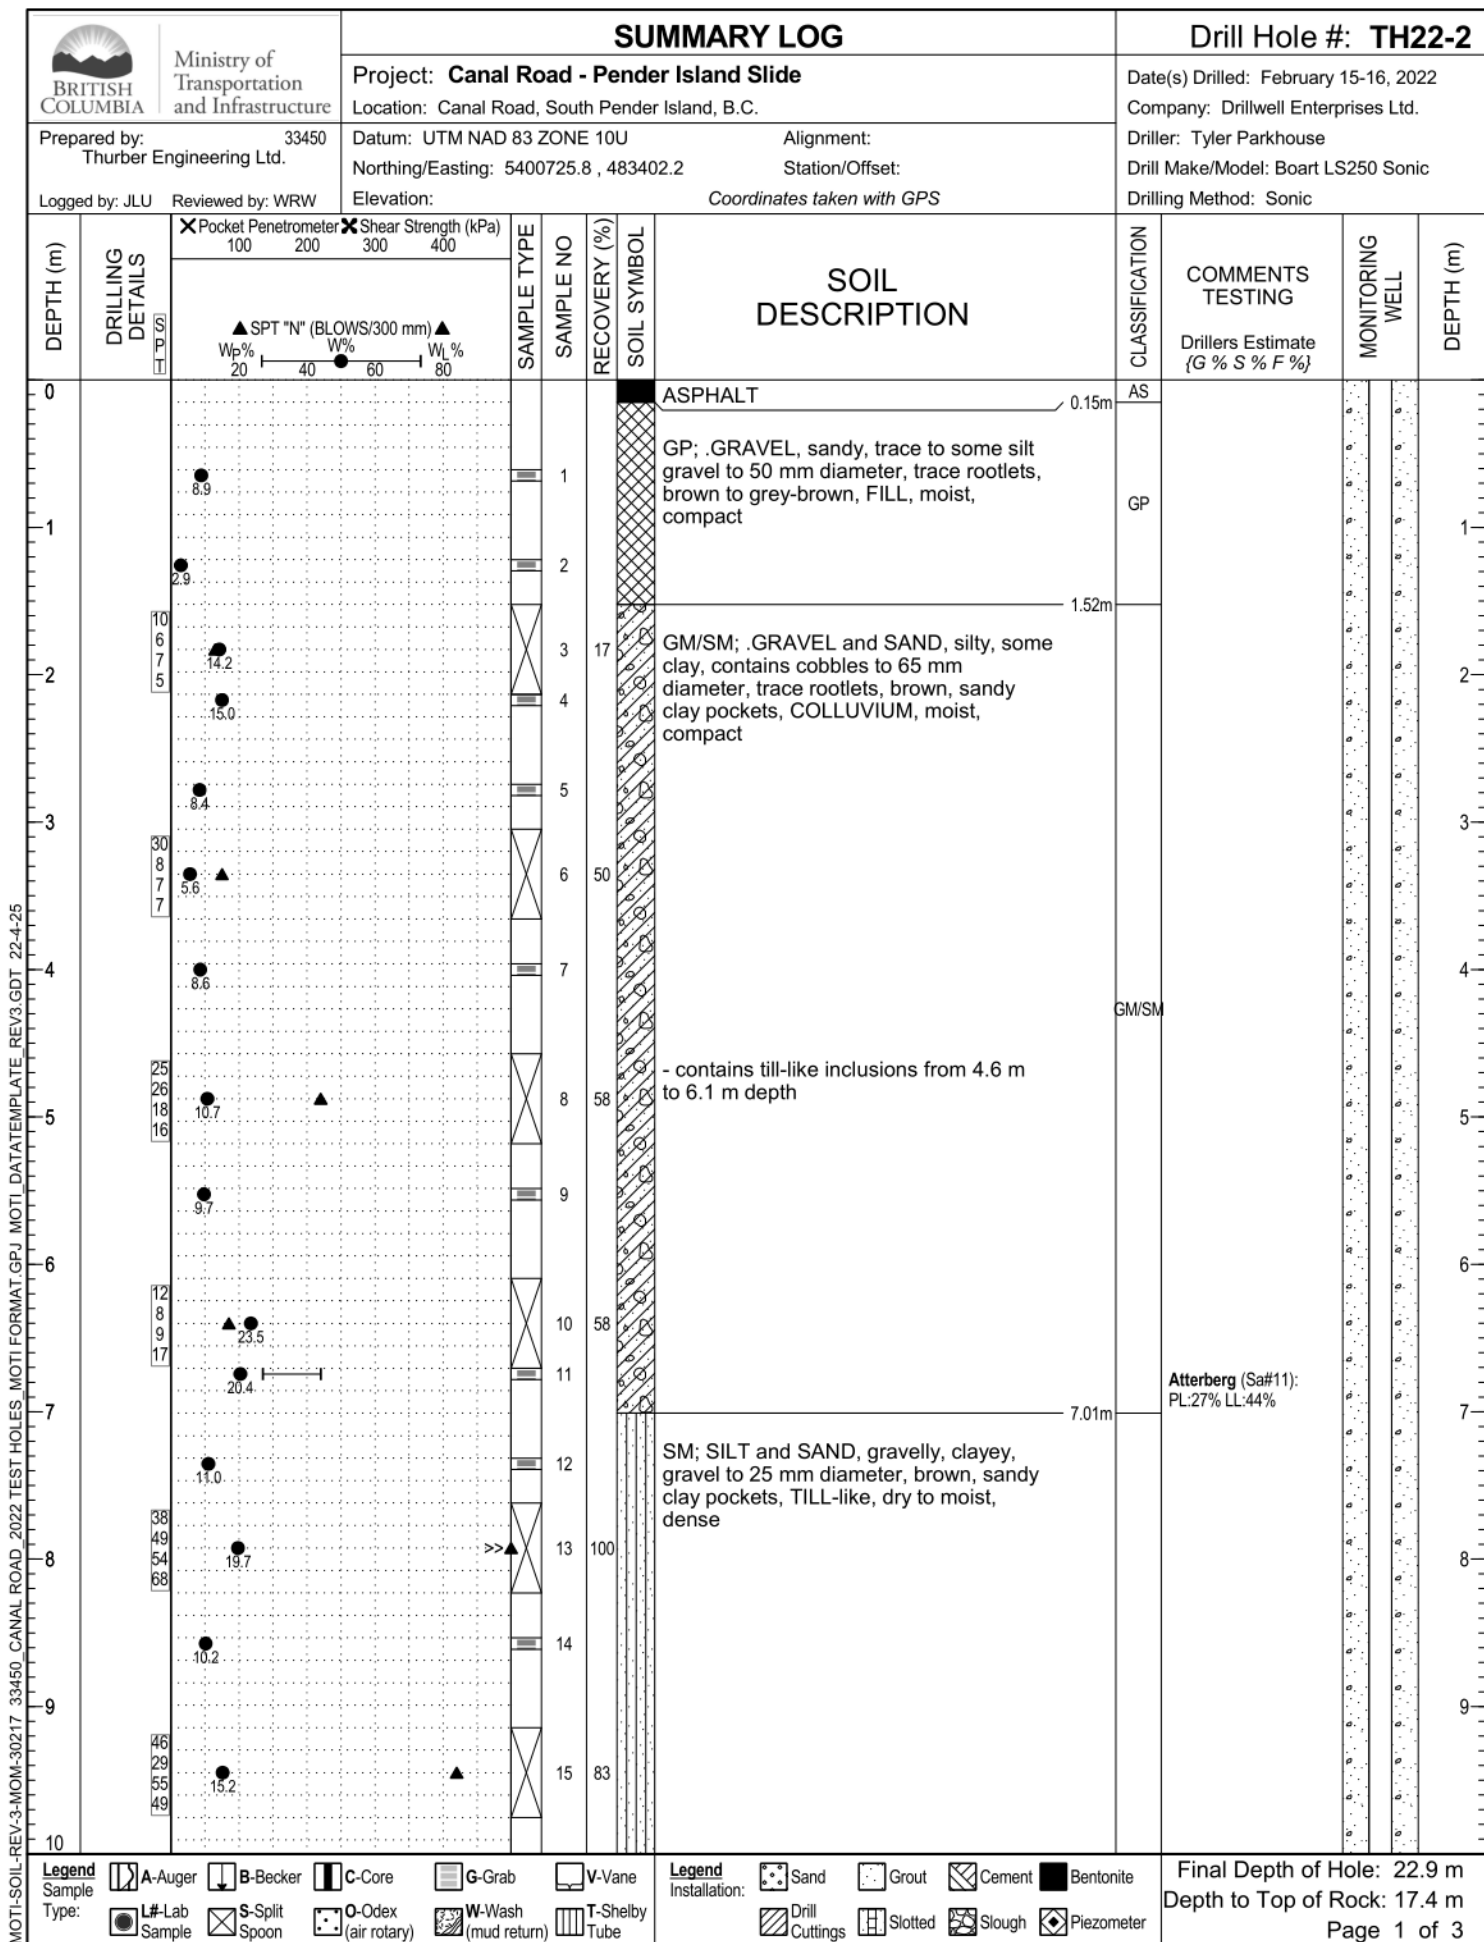 BRITISH
COLUMBIA
Ministry of
Transportation
and Infrastructure
SUMMARY LOG
Drill Hole #: TH22-2
Project: Canal Road - Pender Island Slide
Location: Canal Road, South Pender Island, B.C.
Date(s) Drilled: February 15-16, 2022
Company: Drillwell Enterprises Ltd.
Prepared by: 33450
Thurber Engineering Ltd.
Logged by: JLU Reviewed by: WRW
Datum: UTM NAD 83 ZONE 10U Alignment:
Northing/Easting: 5400725.8 , 483402.2 Station/Offset:
Elevation: Coordinates taken with GPS
Driller: Tyler Parkhouse
Drill Make/Model: Boart LS250 Sonic
Drilling Method: Sonic
DEPTH (m)
DRILLING
DETAILS
SPT
Pocket Penetrometer Shear Strength (kPa)
100 200 300 400
SPT "N" (BLOWS/300 mm)
WP% W% WL%
20 40 60 80
SAMPLE TYPE
SAMPLE NO
RECOVERY (%)
SOIL SYMBOL
SOIL
DESCRIPTION
CLASSIFICATION
COMMENTS
TESTING
Drillers Estimate
{G % S % F %}
MONITORING
WELL
DEPTH (m)
0
ASPHALT
0.15m
AS
GP; .GRAVEL, sandy, trace to some silt
gravel to 50 mm diameter, trace rootlets,
brown to grey-brown, FILL, moist,
compact
8.9 1
GP
1 1
2.9 2
1.52m
10
6
7
5
14.2 3 17
GM/SM; .GRAVEL and SAND, silty, some
clay, contains cobbles to 65 mm
diameter, trace rootlets, brown, sandy
clay pockets, COLLUVIUM, moist,
compact
2 2
15.0 4
8.4 5
3 3
30
8
7
7
5.6 6 50
4 4
8.6 7
GM/SM
25
26
18
16
10.7 8 58
- contains till-like inclusions from 4.6 m
to 6.1 m depth
5 5
9.7 9
6 6
12
8
9
17
23.5 10 58
20.4 11
Atterberg (Sa#11):
PL:27% LL:44%
7 7
7.01m
SM; SILT and SAND, gravelly, clayey,
gravel to 25 mm diameter, brown, sandy
clay pockets, TILL-like, dry to moist,
dense
11.0 12
38
49
54
68
19.7 >> 13 100
8 8
10.2 14
9 9
46
29
55
49
15.2 15 83
10
MOTI-SOIL-REV-3-MOM-30217 33450_CANAL ROAD_2022 TEST HOLES_MOTI FORMAT.GPJ MOTI_DATATEMPLATE_REV3.GDT 22-4-25
Legend
Sample
Type:
A-Auger
B-Becker
C-Core
G-Grab
V-Vane
L#-Lab
Sample
S-Split
Spoon
O-Odex
(air rotary)
W-Wash
(mud return)
T-Shelby
Tube
Legend
Installation:
Sand
Grout
Cement
Bentonite
Drill
Cuttings
Slotted
Slough
Piezometer
Final Depth of Hole: 22.9 m
Depth to Top of Rock: 17.4 m
Page 1 of 3